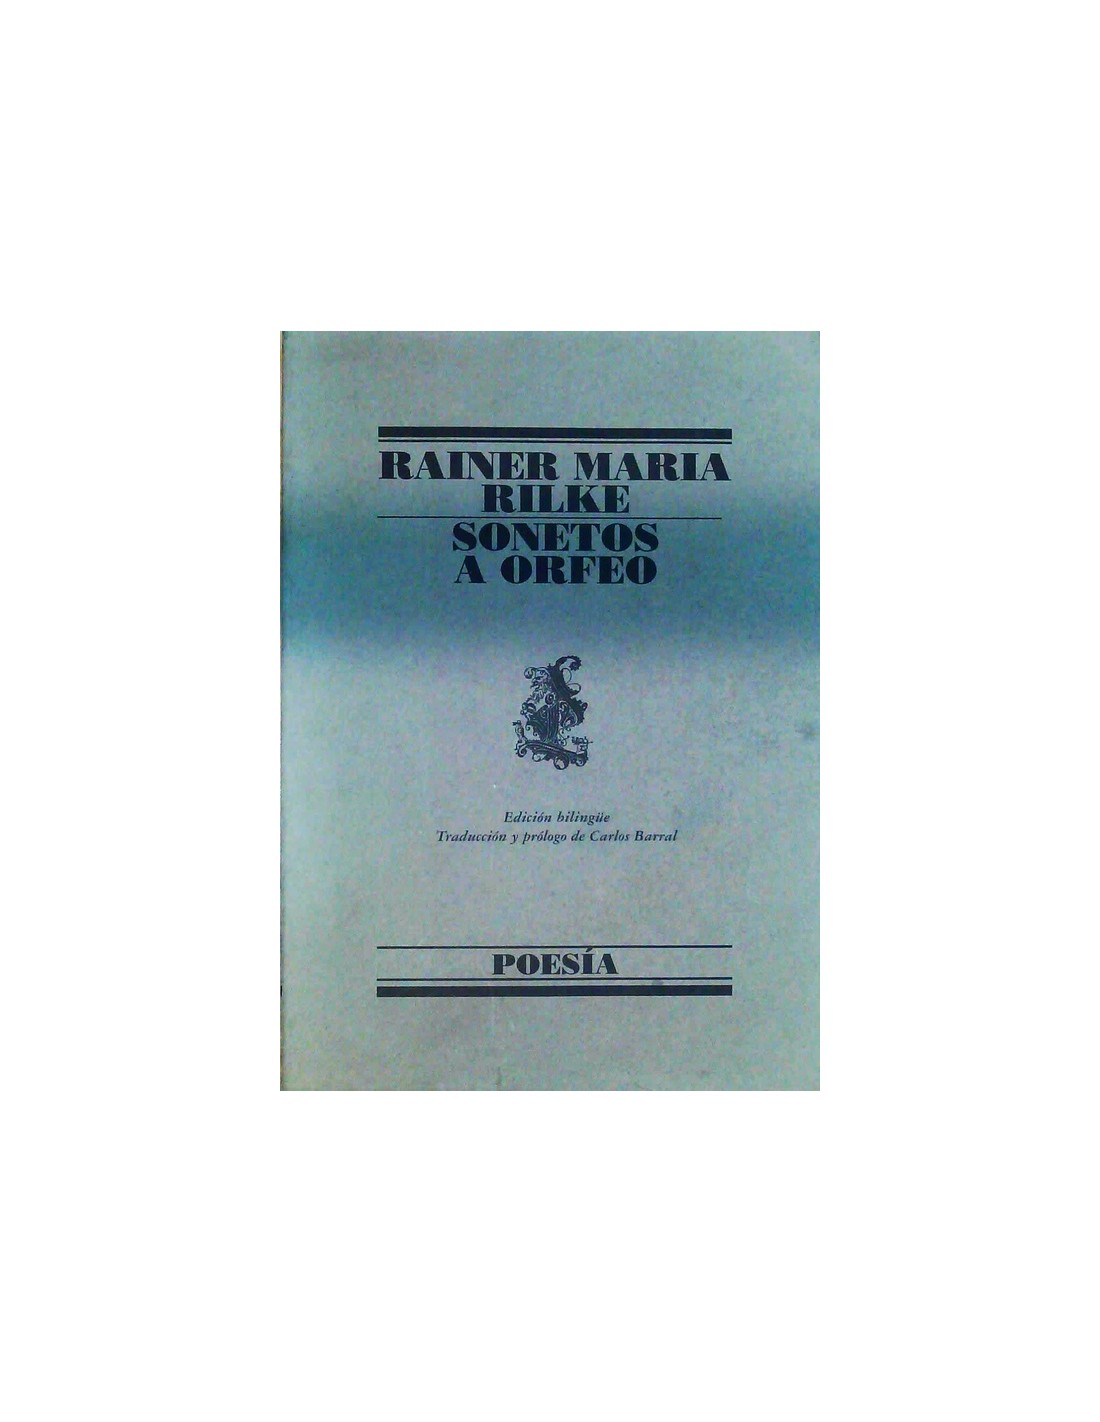 RAINER MARIA
RILKE
SONETOS
A ORFEO
Edición bilingüe
Traducción y prólogo de Carlos Barral
POESÍA